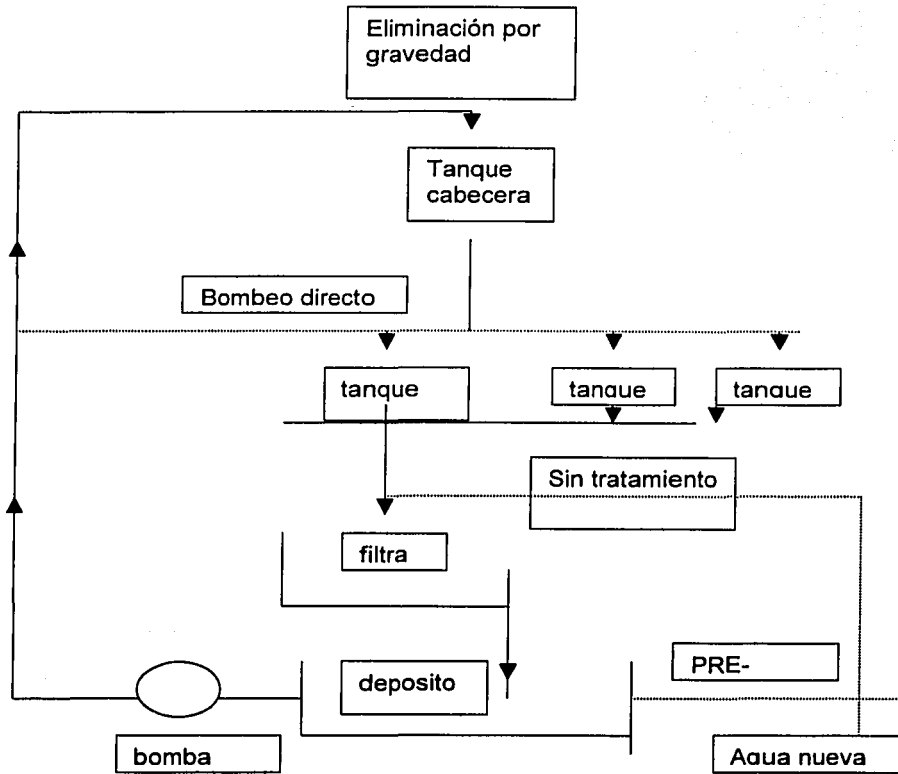 Eliminación por
gravedad
Tanque
cabecera
Bombeo directo
tanque
tanque
tanque
Sin tratamiento
filtra
PRE-
deposito
bomba
Agua nueva